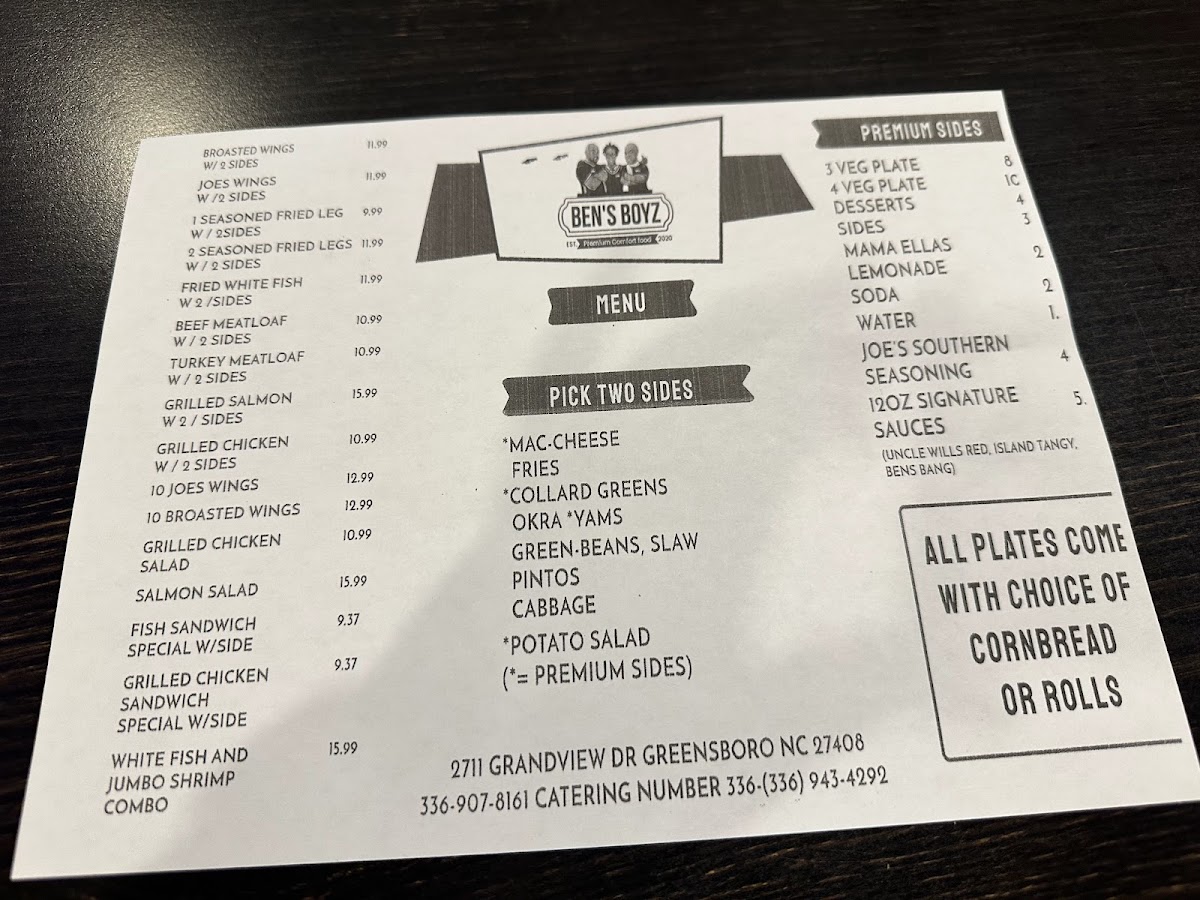 BROASTED WINGS 11.99
W/ 2 SIDES
JOES WINGS 11.99
W /2 SIDES
1 SEASONED FRIED LEG 9.99
W / 2SIDES
2 SEASONED FRIED LEGS 11.99
W / 2 SIDES
FRIED WHITE FISH 11.99
W 2 /SIDES
BEEF MEATLOAF 10.99
W / 2 SIDES
TURKEY MEATLOAF 10.99
W / 2 SIDES
GRILLED SALMON 15.99
W 2 / SIDES
GRILLED CHICKEN 10.99
W / 2 SIDES
10 JOES WINGS 12.99
10 BROASTED WINGS 12.99
GRILLED CHICKEN 10.99
SALAD
SALMON SALAD 15.99
FISH SANDWICH 9.37
SPECIAL W/SIDE
GRILLED CHICKEN 9.37
SANDWICH
SPECIAL W/SIDE
WHITE FISH AND 15.99
JUMBO SHRIMP
COMBO
BEN'S BOYZ
EST. Premium Comfort food 2020
MENU
PICK TWO SIDES
*MAC-CHEESE
FRIES
*COLLARD GREENS
OKRA *YAMS
GREEN-BEANS, SLAW
PINTOS
CABBAGE
*POTATO SALAD
(*= PREMIUM SIDES)
2711 GRANDVIEW DR GREENSBORO NC 27408
336-907-8161 CATERING NUMBER 336-(336) 943-4292
PREMIUM SIDES
3 VEG PLATE 8
4 VEG PLATE 1C
DESSERTS 4
SIDES 3
MAMA ELLAS 2
LEMONADE
SODA 2
WATER 1.
JOE'S SOUTHERN 4
SEASONING
12OZ SIGNATURE 5.
SAUCES
(UNCLE WILLS RED, ISLAND TANGY,
BENS BANG)
ALL PLATES COME
WITH CHOICE OF
CORNBREAD
OR ROLLS